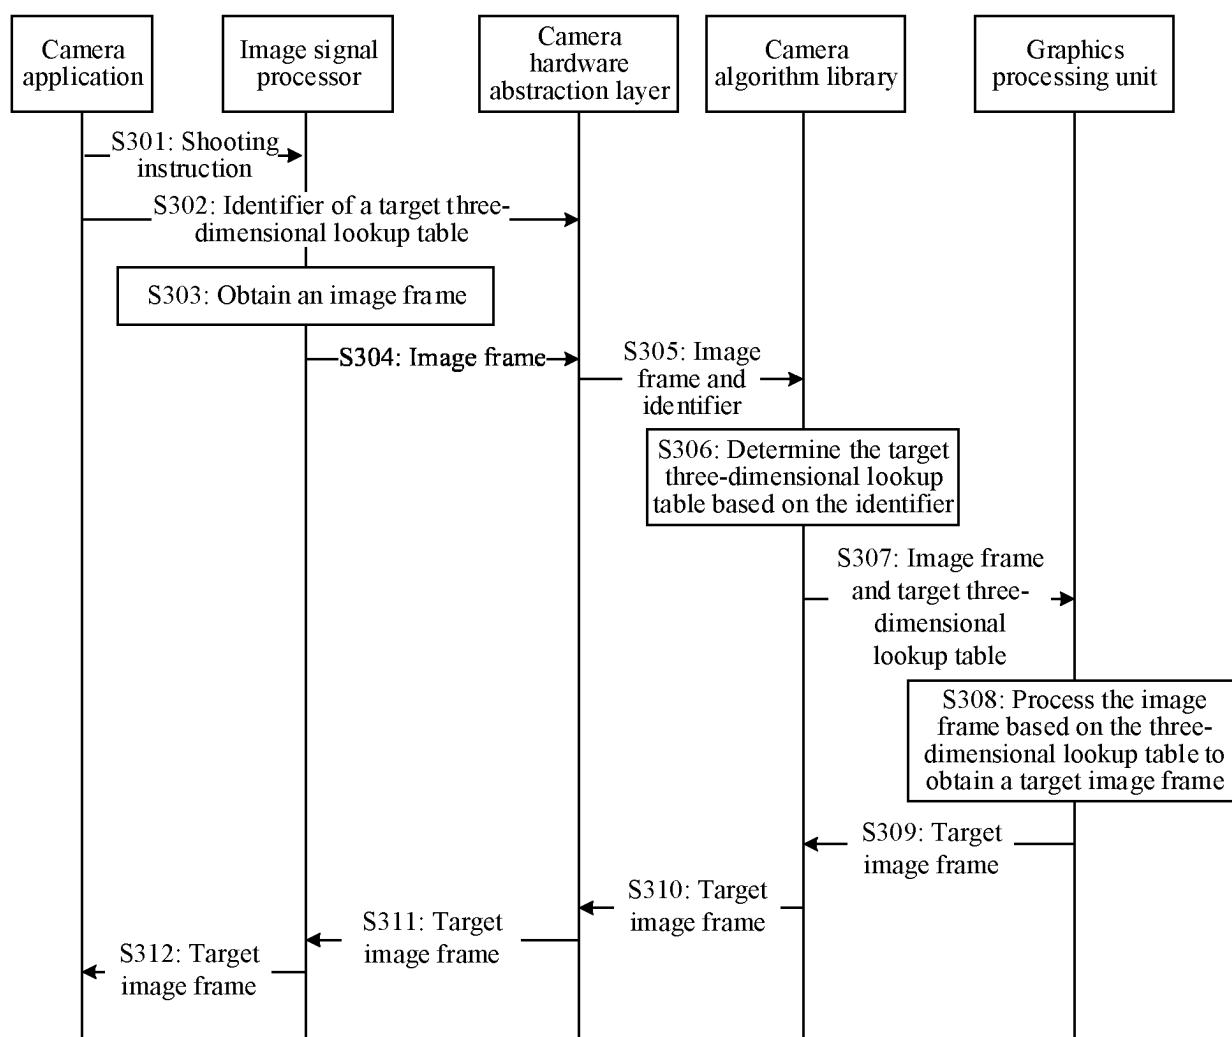 Camera
application
Image signal
processor
Camera
hardware
abstraction layer
Camera
algorithm library
Graphics
processing unit
S301: Shooting
instruction
S302: Identifier of a target three-
dimensional lookup table
S303: Obtain an image frame
S304: Image frame
S305: Image
frame and
identifier
S306: Determine the target
three-dimensional lookup
table based on the identifier
S307: Image frame
and target three-
dimensional
lookup table
S308: Process the image
frame based on the three-
dimensional lookup table to
obtain a target image frame
S309: Target
image frame
S310: Target
image frame
S311: Target
image frame
S312: Target
image frame